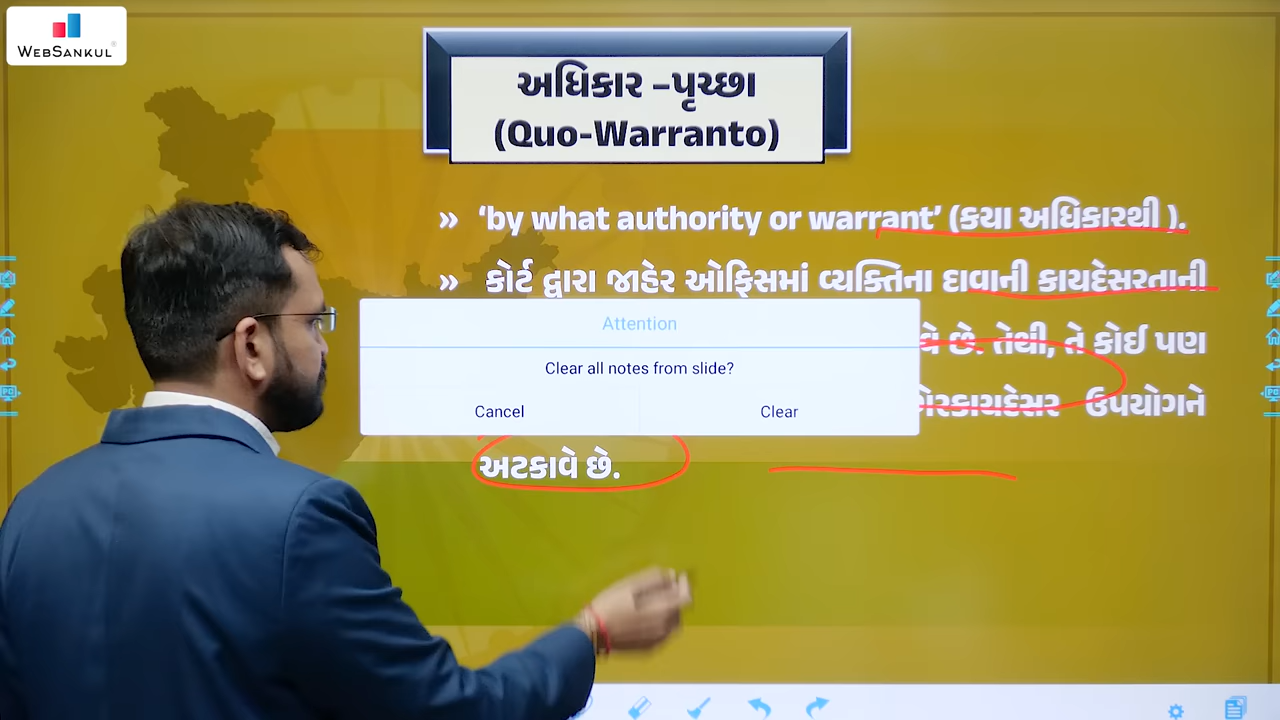 WEBSANKUL
અધિકાર –પૃચ્છા
(Quo-Warranto)
» ‘by what authority or warrant’ (કયા અધિકારથી ).
» કોર્ટ દ્વારા જાહેર ઓફિસમાં વ્યક્તિના દાવાની કાયદેસરતાની
છે. તેથી, તે કોઈ પણ
ઉપયોગને
અટકાવે છે.
Attention
Clear all notes from slide?
Cancel
Clear